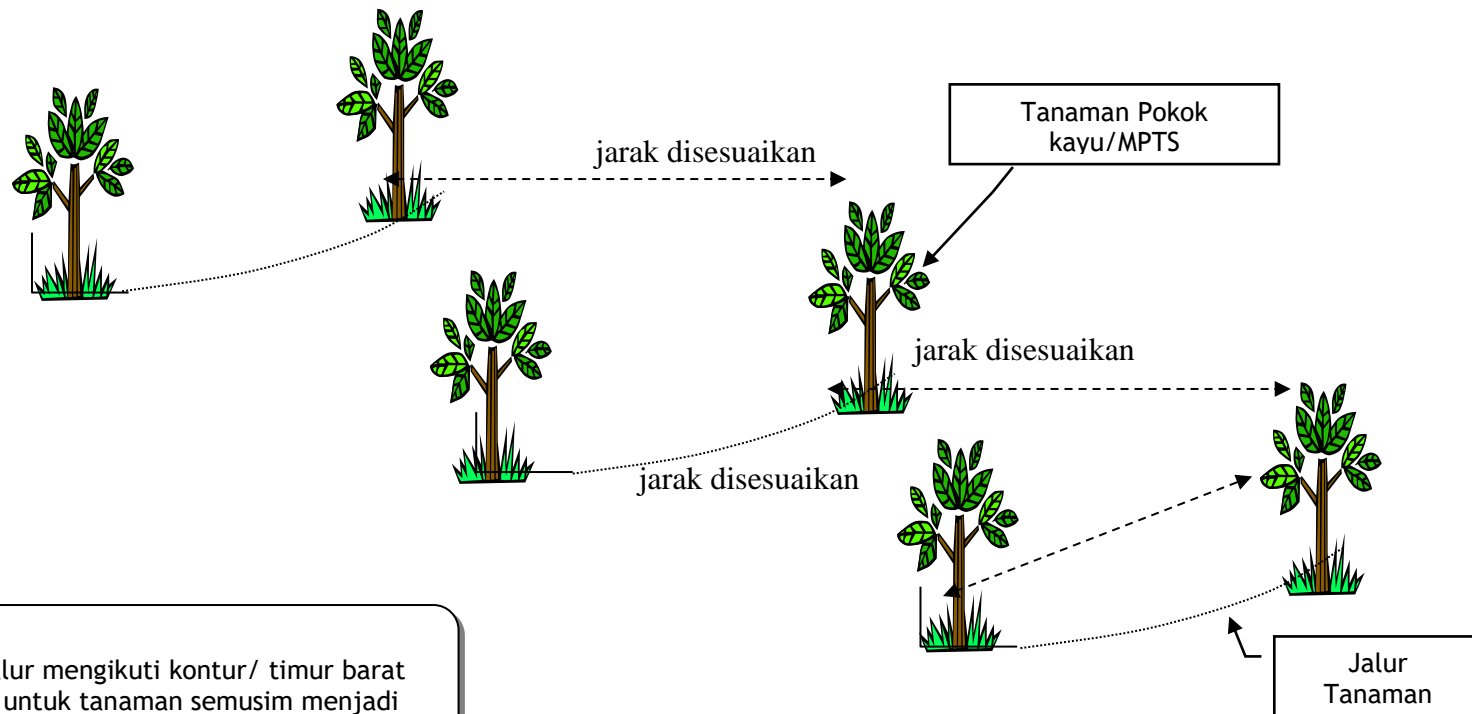 Tanaman Pokok
kayu/MPTS
jarak disesuaikan
jarak disesuaikan
jarak disesuaikan
mengikuti kontur/ timur barat
untuk tanaman semusim menjadi
Jalur
Tanaman